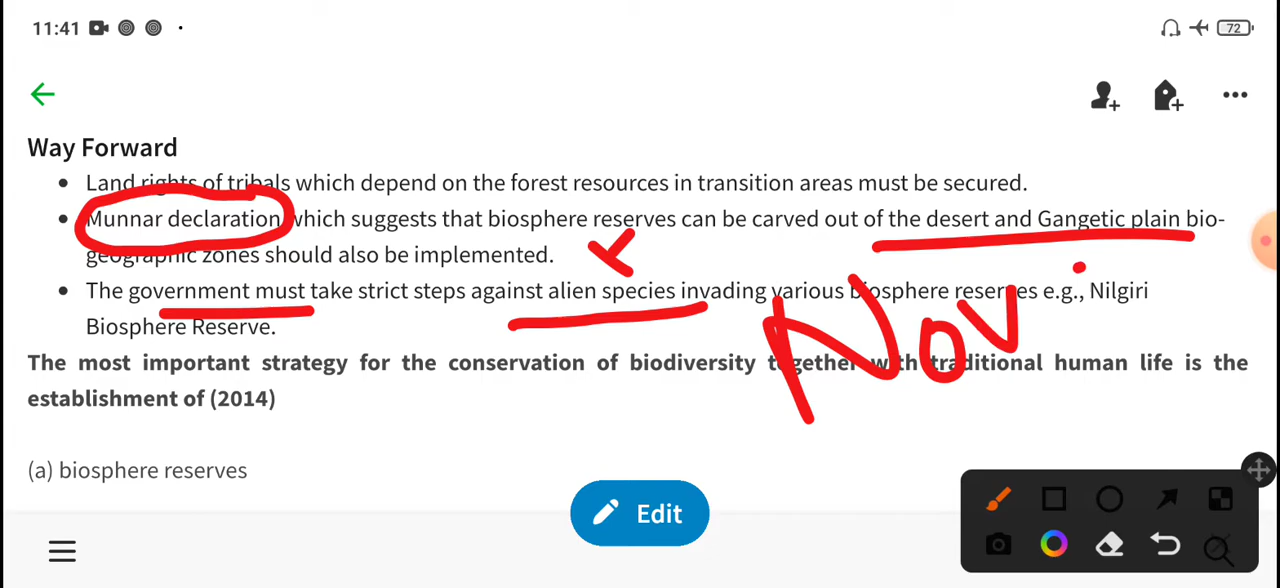 11:41
72
Way Forward
• Land rights of tribals which depend on the forest resources in transition areas must be secured.
• Munnar declaration which suggests that biosphere reserves can be carved out of the desert and Gangetic plain bio-
geographic zones should also be implemented.
• The government must take strict steps against alien species invading various biosphere reserves e.g., Nilgiri
Biosphere Reserve.
Novi
The most important strategy for the conservation of biodiversity together with traditional human life is the
establishment of (2014)
(a) biosphere reserves
Edit